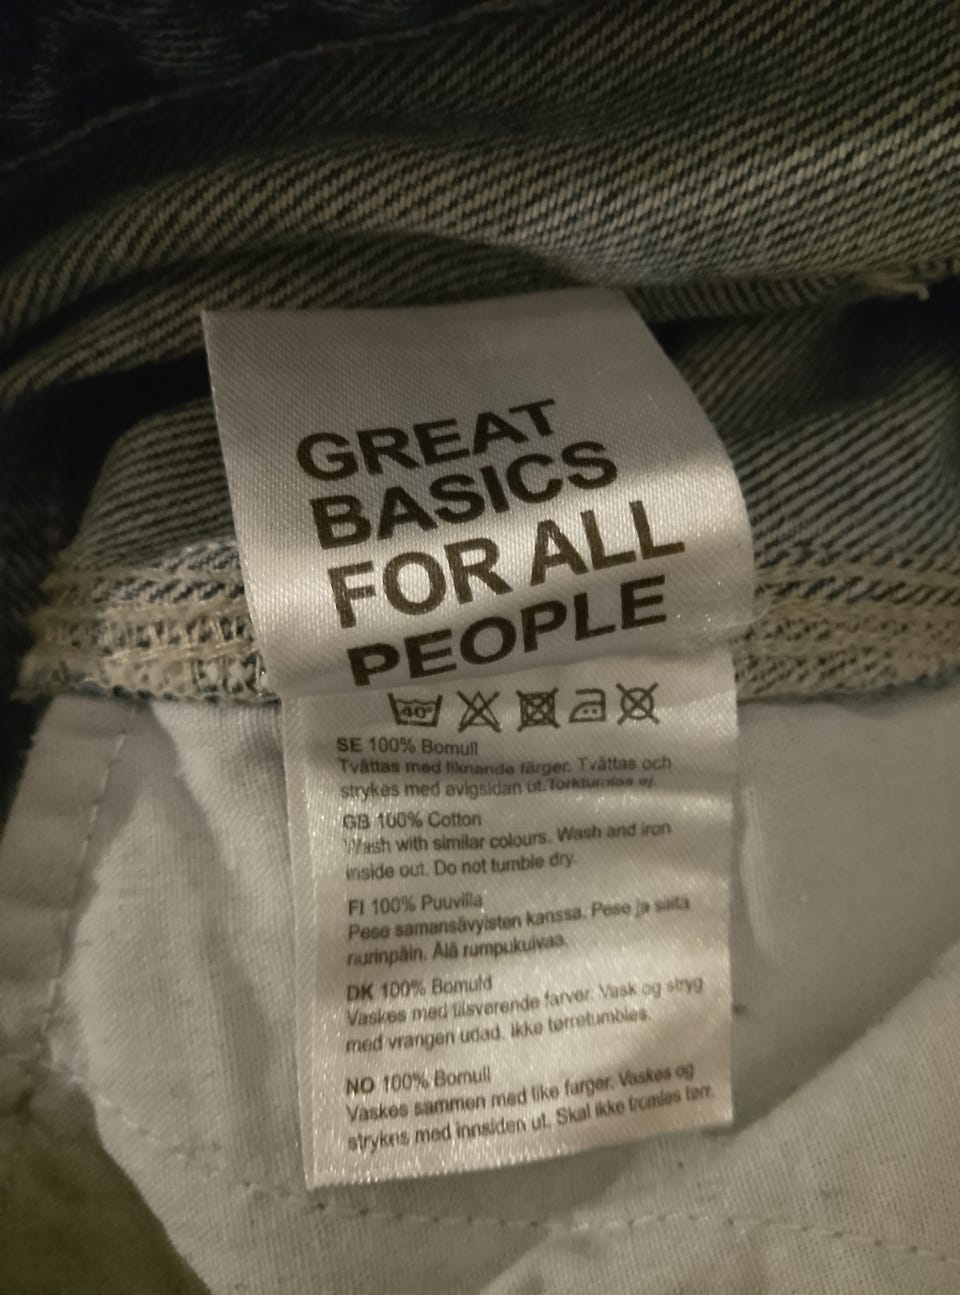 GREAT
BASICS
FOR ALL
PEOPLE
40°
SE 100% Bomull
Tvättas med liknande färger. Tvättas och
strykes med avigsidan ut. Torktumlas ej.
GB 100% Cotton
Wash with similar colours. Wash and iron
inside out. Do not tumble dry.
FI 100% Puuvilla
Pese samansävyisten kanssa. Pese ja silitä
nurinpäin. Älä rumpukuivaa.
DK 100% Bomuld
Vaskes med tilsverende farver. Vask og stryg
med vrangen udad. Ikke tørretumbles.
NO 100% Bomull
Vaskes sammen med like farger. Vaskes og
strykes med innsiden ut. Skal ikke tromles tørr.